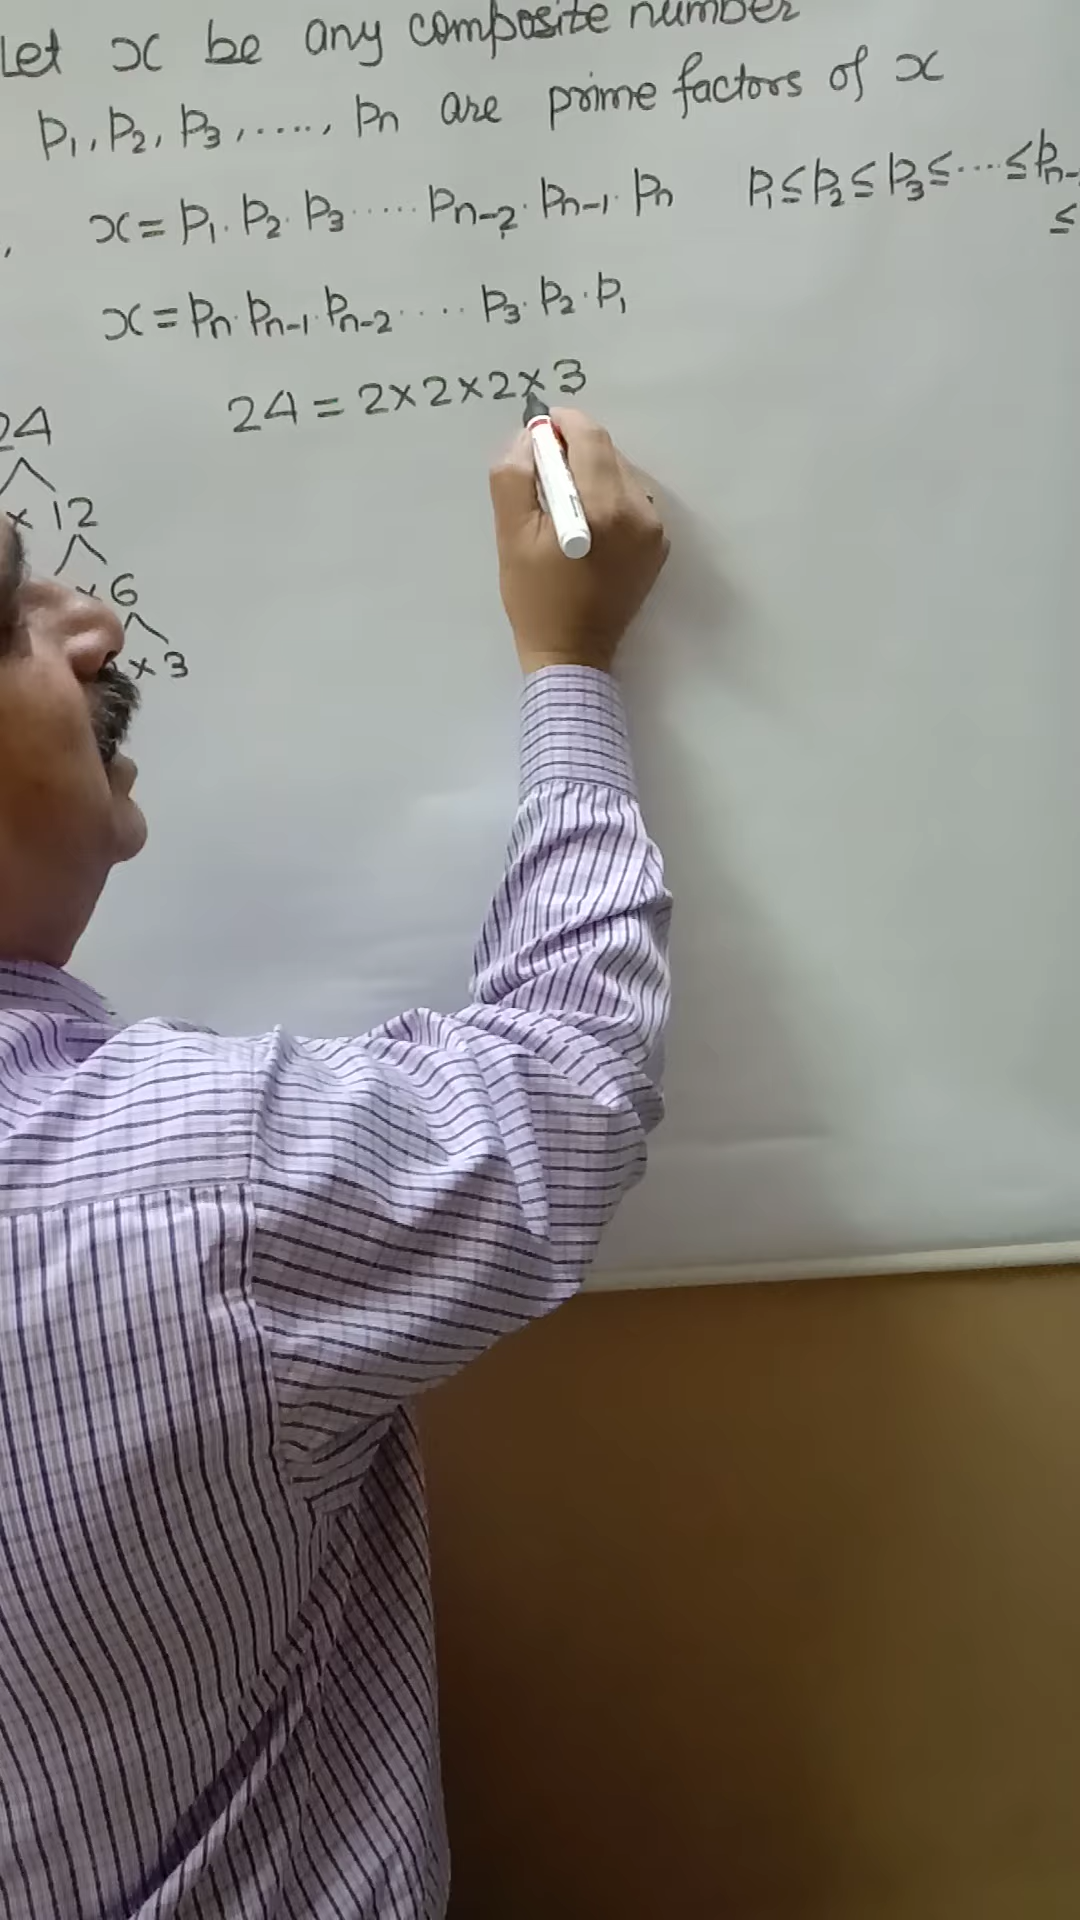 Let x be any composite number
p₁, p₂, p₃, ....., pₙ are prime factors of x
, x = p₁. p₂. p₃ ..... pₙ₋₂. pₙ₋₁. pₙ p₁ ≤ p₂ ≤ p₃ ≤ .... ≤ pₙ₋
≤
x = pₙ. pₙ₋₁. pₙ₋₂ .... p₃. p₂. p₁
24 = 2 × 2 × 2 × 3
24
× 12
× 6
× 3